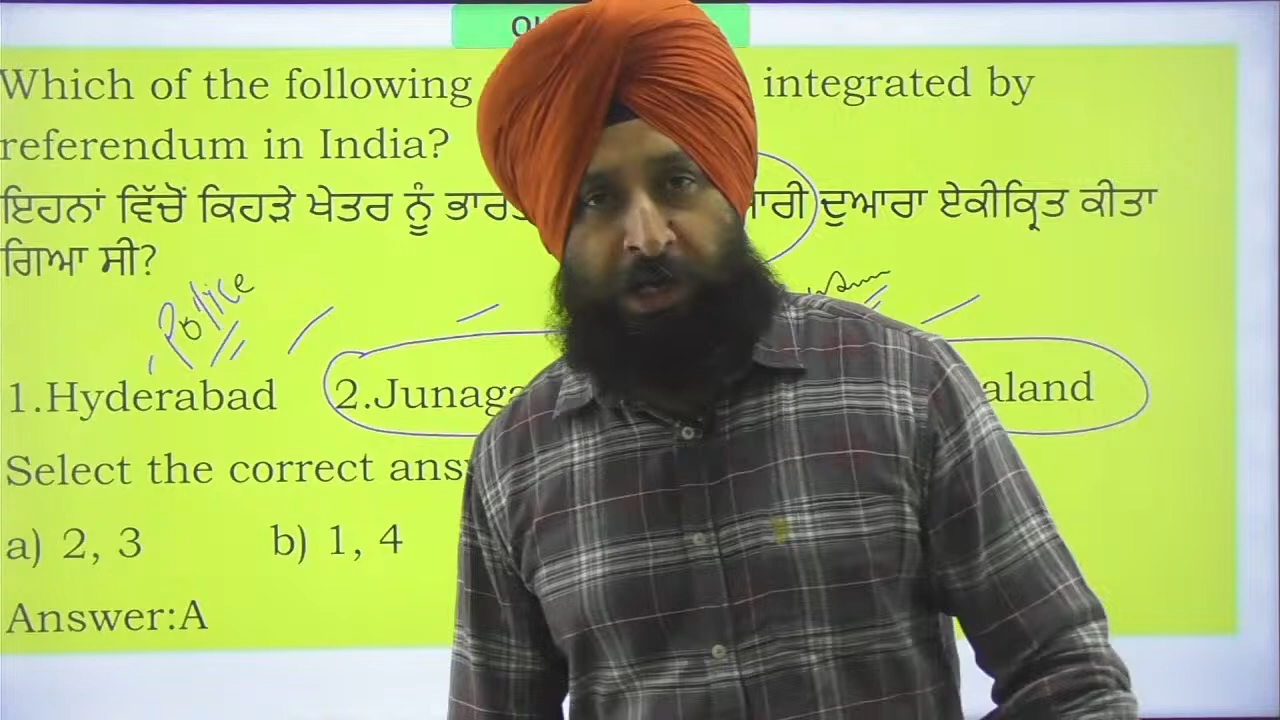 Which of the following integrated by
referendum in India?
ਇਹਨਾਂ ਵਿੱਚੋਂ ਕਿਹੜੇ ਖੇਤਰ ਨੂੰ ਦੁਆਰਾ ਏਕੀਕ੍ਰਿਤ ਕੀਤਾ
ਗਿਆ ਸੀ?
Police
1.Hyderabad 2.
Select the correct
a) 2, 3 b) 1, 4
Answer:A